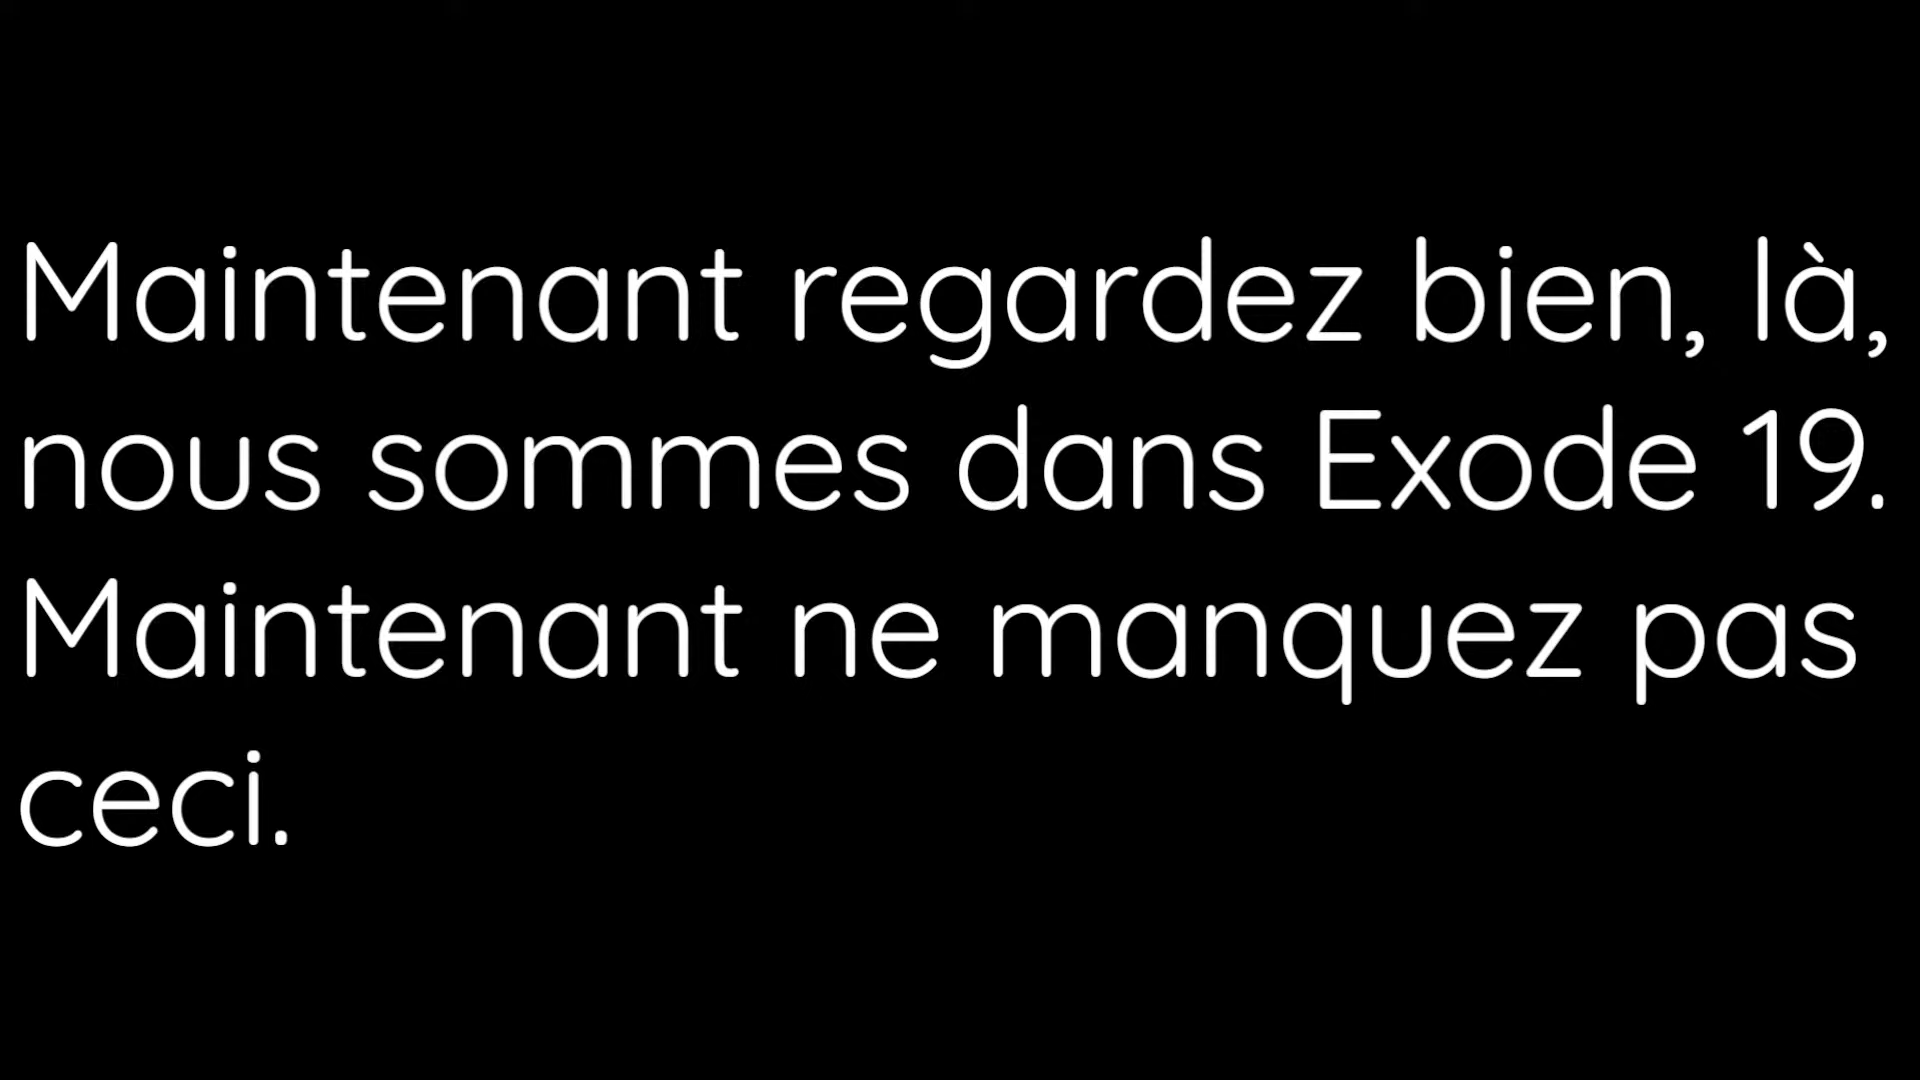 Maintenant regardez bien, là,
nous sommes dans Exode 19.
Maintenant ne manquez pas
ceci.